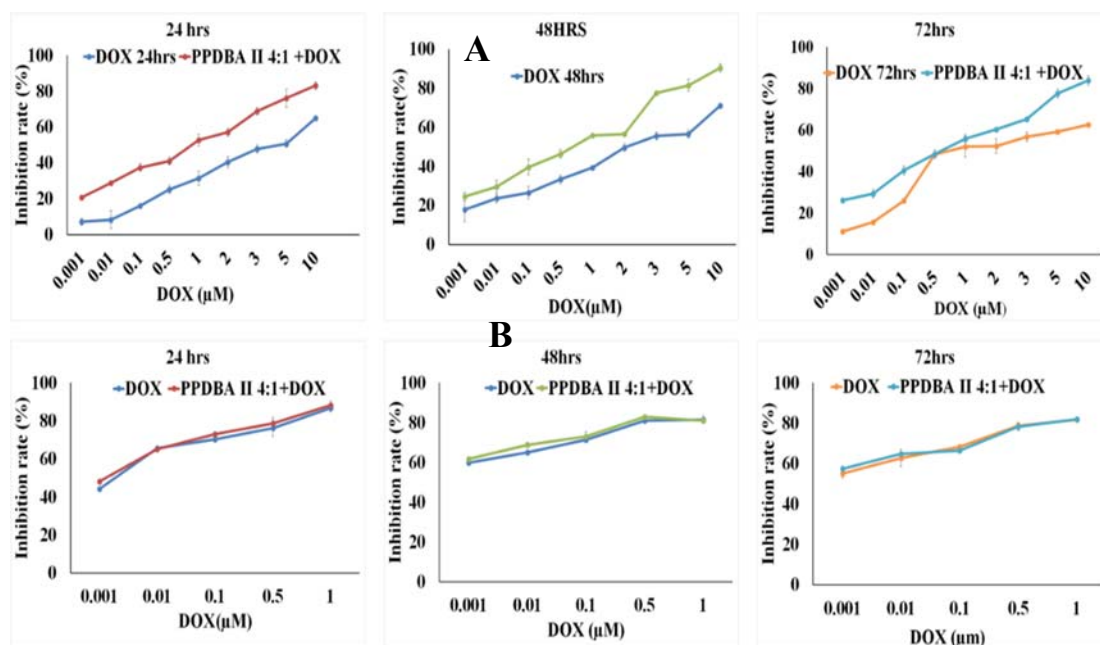 24 hrs
DOX 24hrs PPDBA II 4:1 +DOX
Inhibition rate (%)
100
80
60
40
20
0
0.001 0.01 0.1 0.5 1 2 3 5 10
DOX (µM)
A
48HRS
DOX 48hrs
Inhibition rate(%)
100
80
60
40
20
0
0.001 0.01 0.1 0.5 1 2 3 5 10
DOX(µM)
72hrs
DOX 72hrs PPDBA II 4:1 +DOX
Inhibition rate (%)
100
80
60
40
20
0
0.001 0.01 0.1 0.5 1 2 3 5 10
DOX (µM)
B
24 hrs
DOX PPDBA II 4:1+DOX
Inhibition rate (%)
100
80
60
40
20
0
0.001 0.01 0.1 0.5 1
DOX(µM)
48hrs
DOX PPDBA II 4:1+DOX
Inhibition rate (%)
100
80
60
40
20
0
0.001 0.01 0.1 0.5 1
DOX (µM)
72hrs
DOX PPDBA II 4:1+DOX
Inhibition rate (%)
100
80
60
40
20
0
0.001 0.01 0.1 0.5 1
DOX (µm)